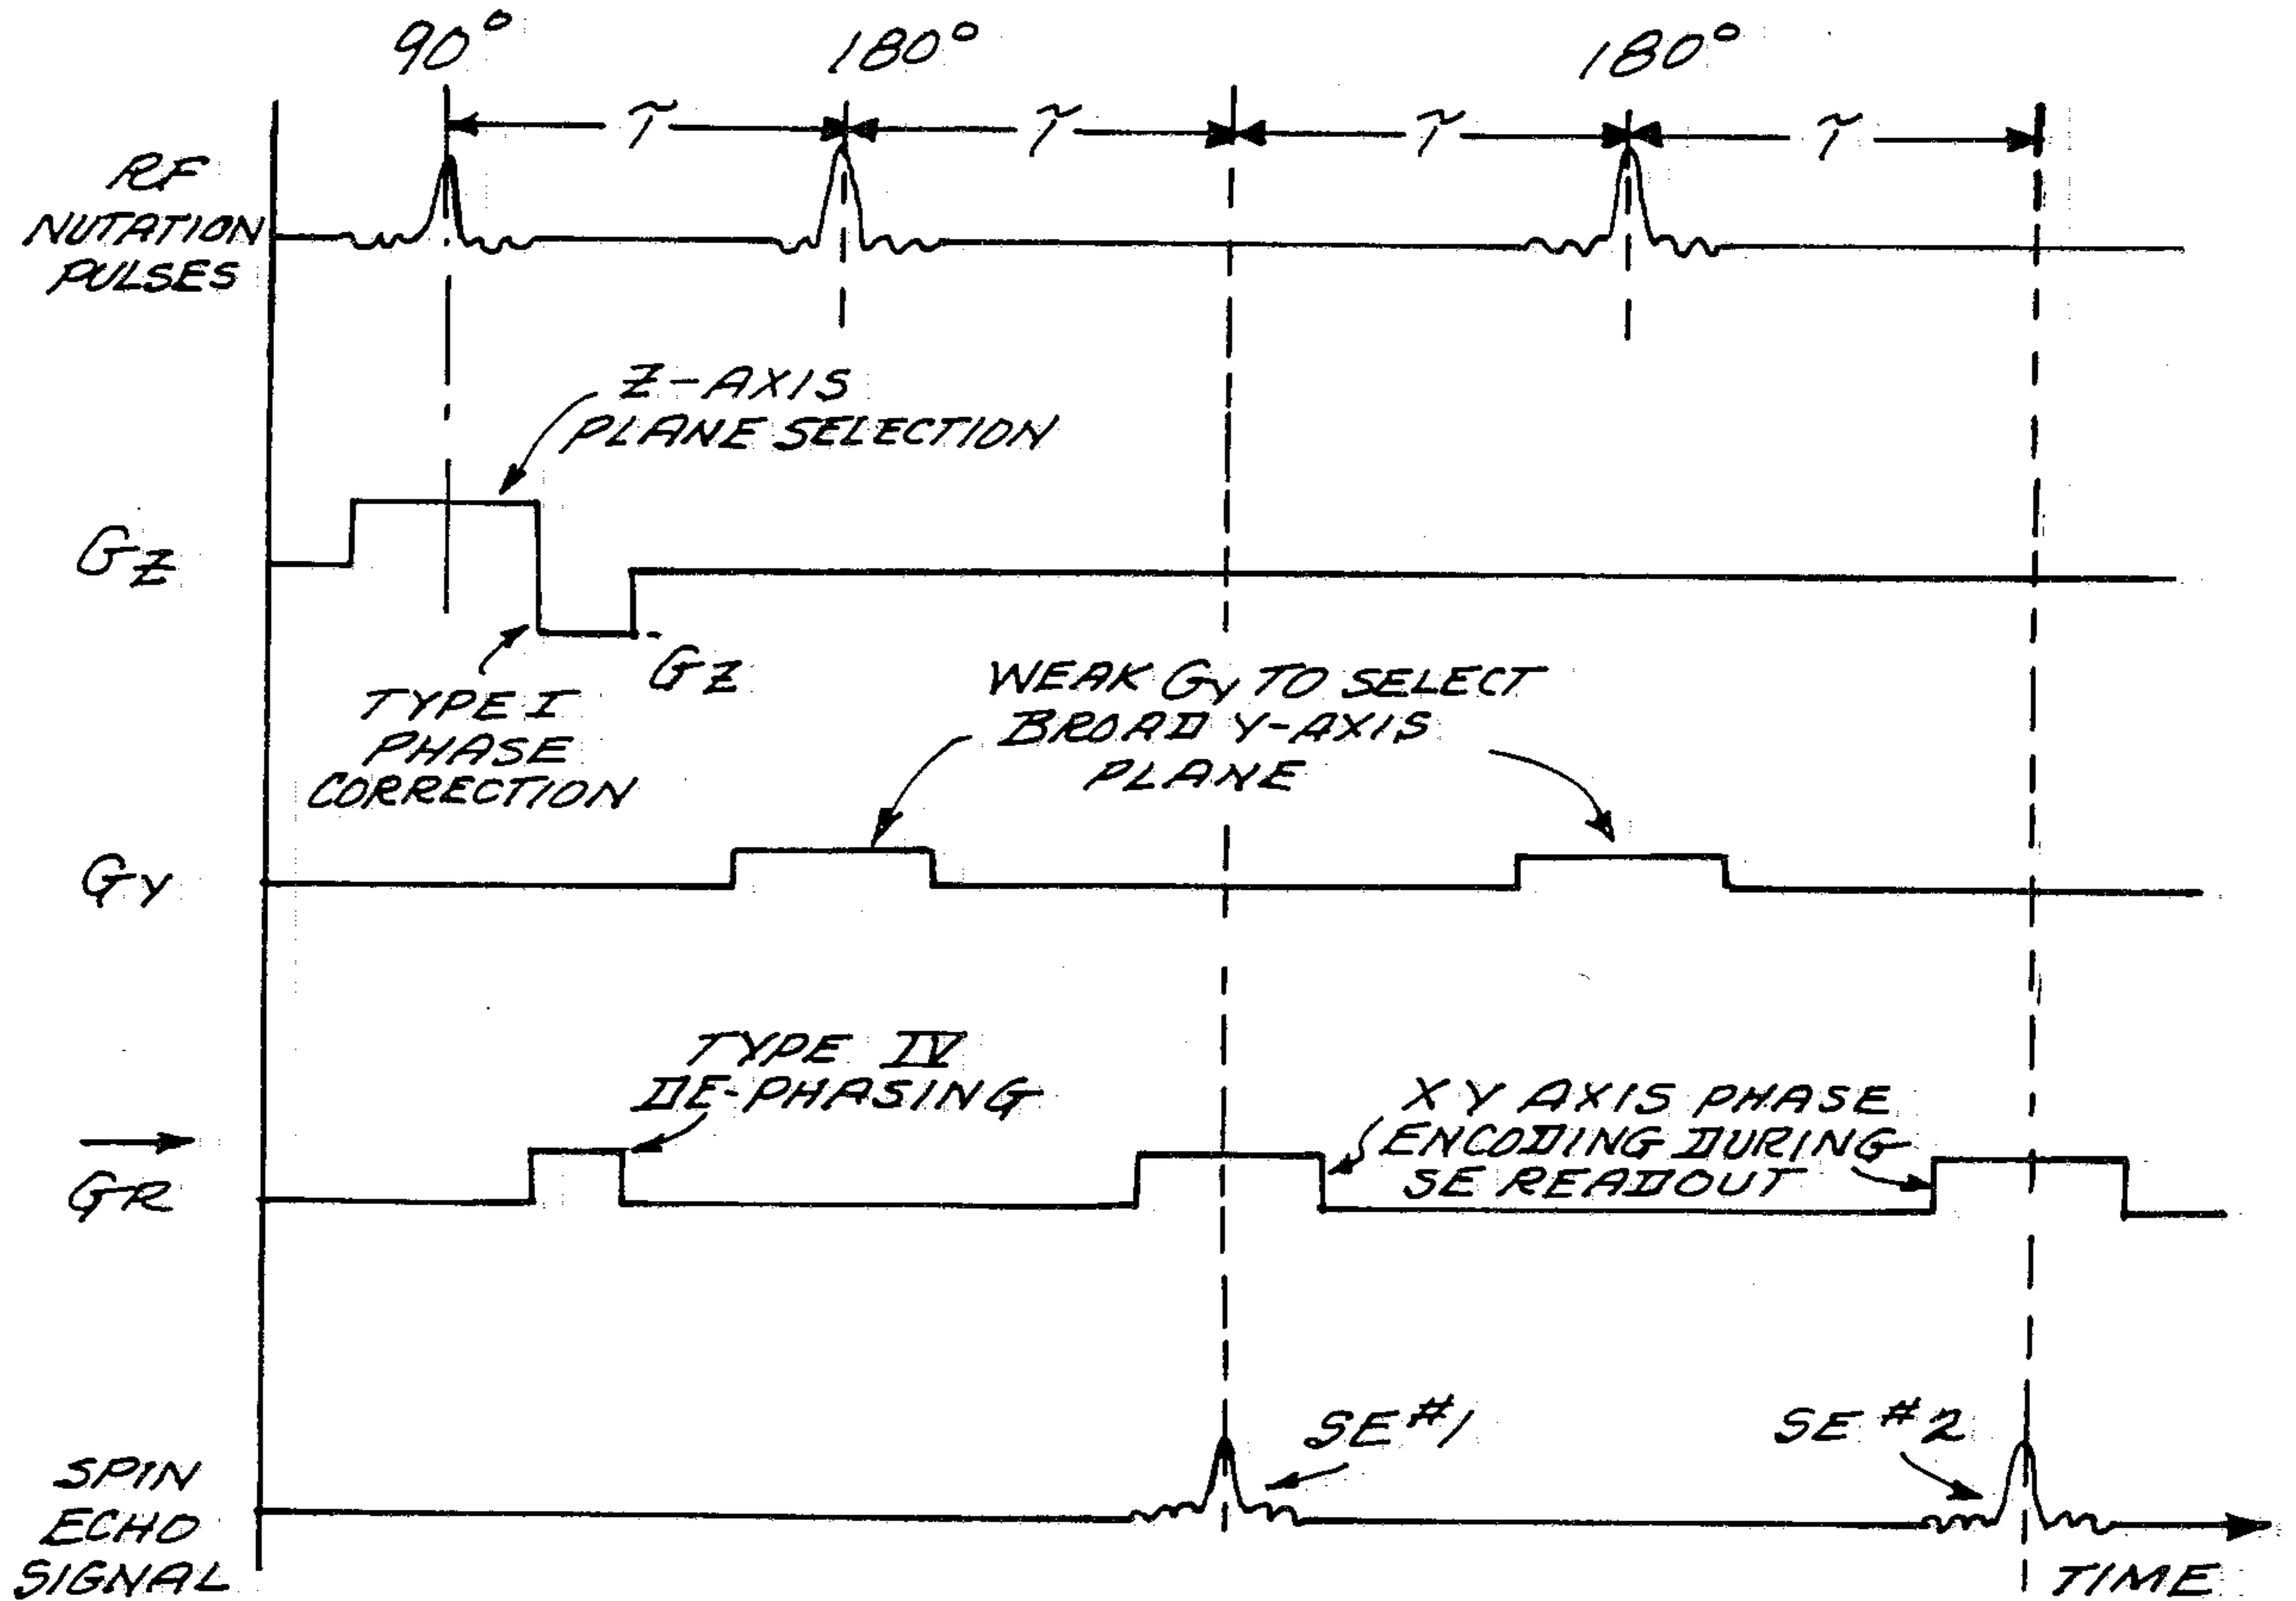 90° 180° 180°
τ τ τ τ
RF
NUTATION
PULSES
Z-AXIS
PLANE SELECTION
GZ
-GZ
TYPE I
PHASE
CORRECTION
WEAK GY TO SELECT
BROAD Y-AXIS
PLANE
GY
TYPE IV
DE-PHASING
XY AXIS PHASE
ENCODING DURING
SE READOUT
GR
SE #1
SE #2
SPIN
ECHO
SIGNAL
TIME